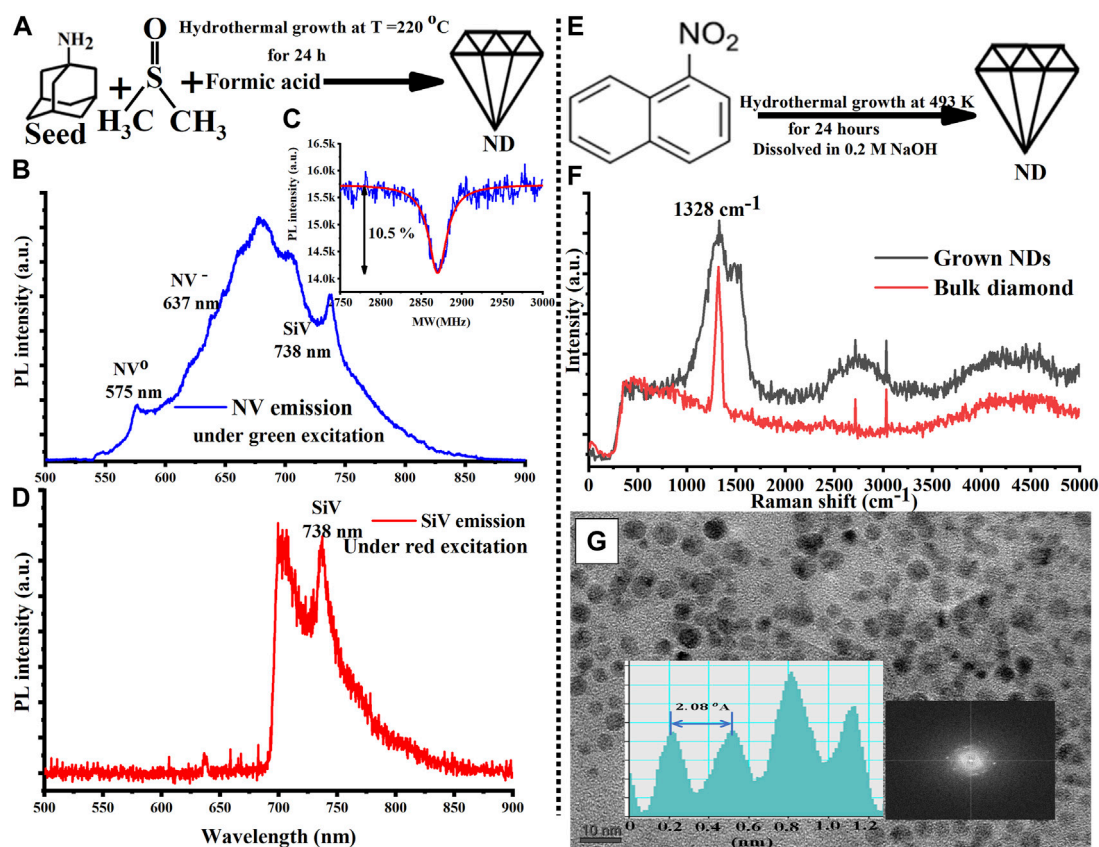 A
NH2
O
S
H3C CH3
Seed
+
+
Formic acid
Hydrothermal growth at T =220 °C
for 24 h
ND
B
PL intensity (a.u.)
NV⁰
575 nm
NV⁻
637 nm
SiV
738 nm
NV emission
under green excitation
500 550 600 650 700 750 800 850 900
C
PL intensity (a.u.)
16.5k
16.0k
15.5k
15.0k
14.5k
14.0k
10.5 %
2750 2800 2850 2900 2950 3000
MW(MHz)
D
PL intensity (a.u.)
SiV
738 nm
SiV emission
Under red excitation
500 550 600 650 700 750 800 850 900
Wavelength (nm)
E
NO2
Hydrothermal growth at 493 K
for 24 hours
Dissolved in 0.2 M NaOH
ND
F
Intensity (a.u.)
1328 cm⁻¹
Grown NDs
Bulk diamond
0 500 1000 1500 2000 2500 3000 3500 4000 4500 5000
Raman shift (cm⁻¹)
G
2.08 °A
0 0.2 0.4 0.6 0.8 1.0 1.2
(nm)
10 nm